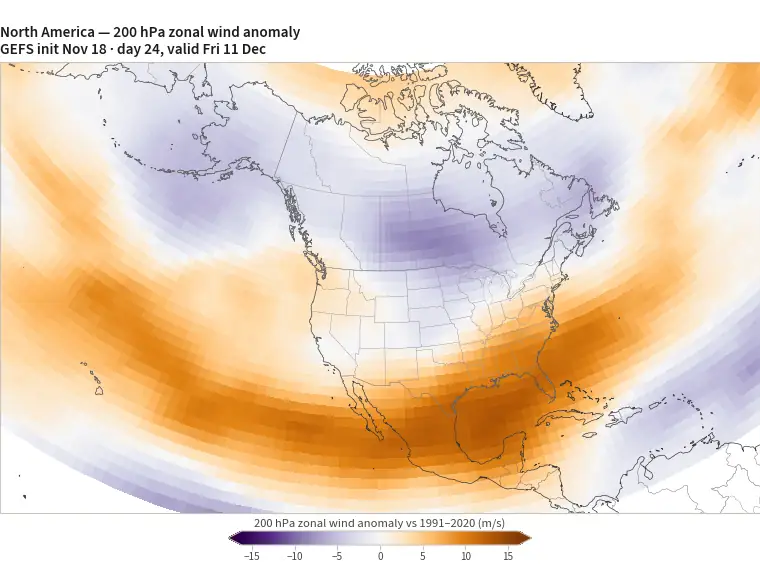 North America — 200 hPa zonal wind anomaly
GEFS init Nov 18 · day 24, valid Fri 11 Dec
200 hPa zonal wind anomaly vs 1991–2020 (m/s)
−15 −10 −5 0 5 10 15